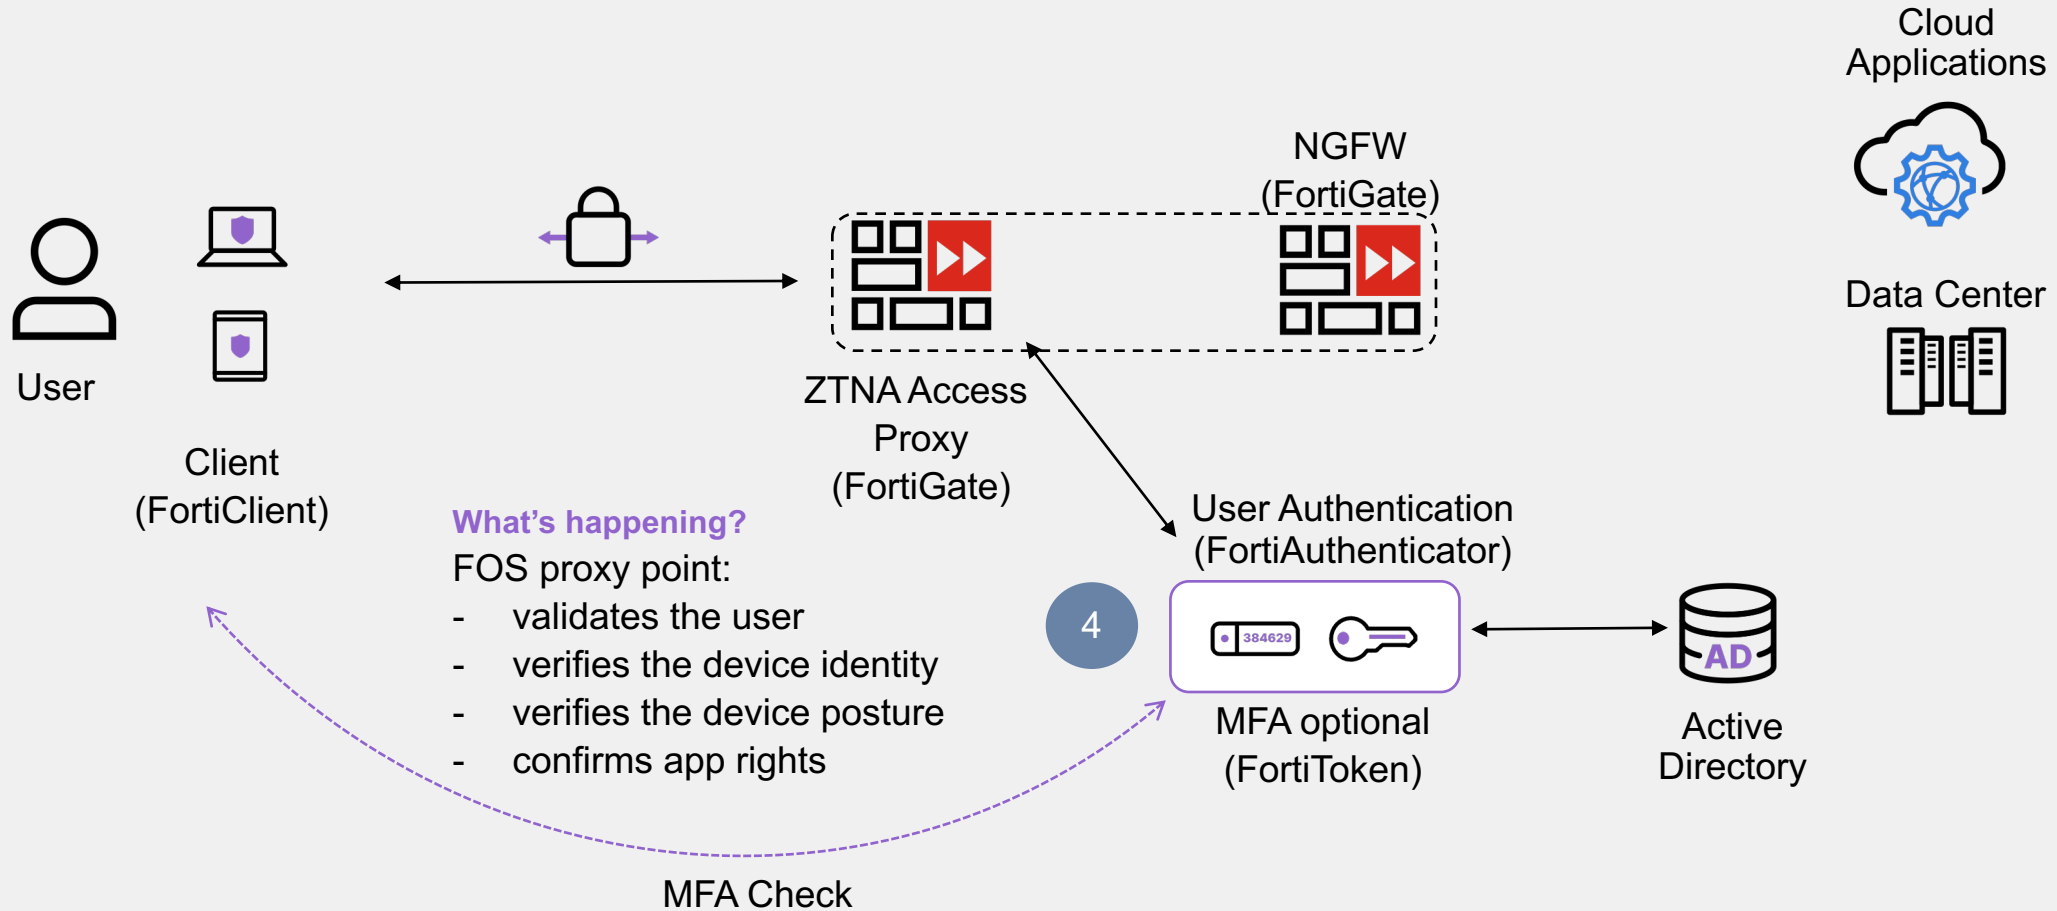 Cloud
Applications
NGFW
(FortiGate)
Data Center
User
ZTNA Access
Proxy
(FortiGate)
Client
(FortiClient)
What's happening?
FOS proxy point:
- validates the user
- verifies the device identity
- verifies the device posture
- confirms app rights
User Authentication
(FortiAuthenticator)
4
384629
AD
MFA optional
(FortiToken)
Active
Directory
MFA Check